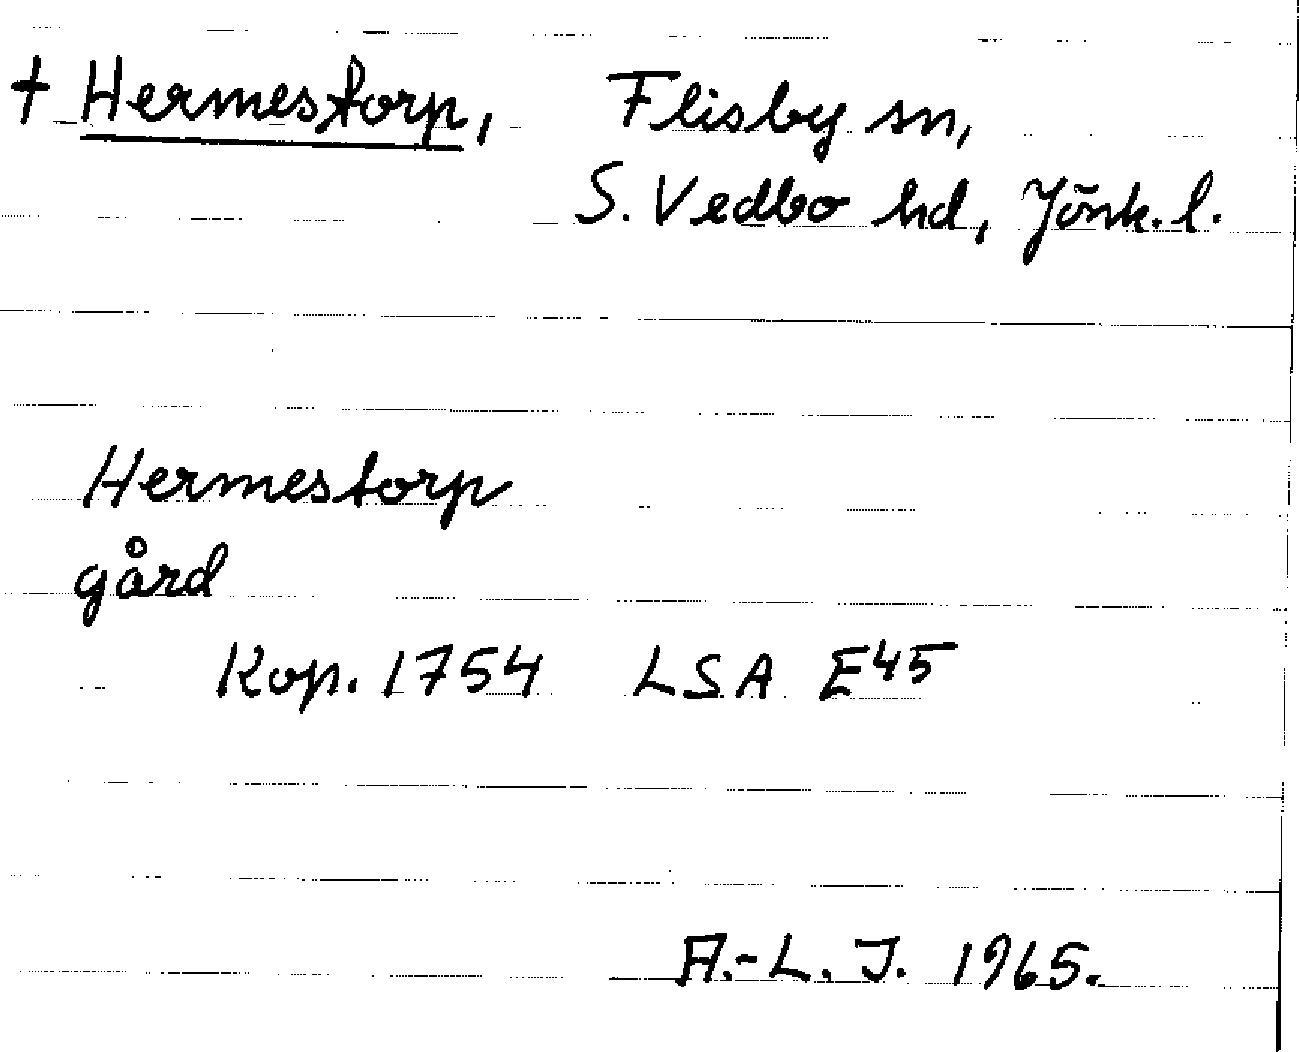 † Hermestorp, Flisby sn,
S. Vedbo hd, Jönk. l.
Hermestorp
gård
Kop. 1754 LSA E45
A.-L. J. 1965.